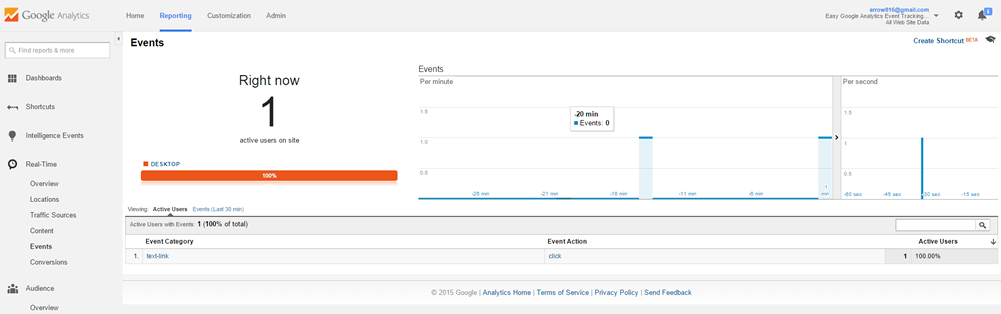 Google Analytics
Home Reporting Customization Admin
arrow816@gmail.com
Easy Google Analytics Event Tracking...
All Web Site Data
1
Find reports & more
Dashboards
Shortcuts
Intelligence Events
Real-Time
Overview
Locations
Traffic Sources
Content
Events
Conversions
Audience
Overview
Events
Create Shortcut BETA
Right now
1
active users on site
DESKTOP
100%
Events
Per minute
Per second
1.5
1.0
0.5
-20 min
Events: 0
-26 min -21 min -16 min -11 min -6 min -1 min
1.5
1
0.5
-60 sec -45 sec -30 sec -15 sec
Viewing: Active Users Events (Last 30 min)
Active Users with Events: 1 (100% of total)
Event Category Event Action Active Users
1. text-link click 1 100.00%
© 2015 Google | Analytics Home | Terms of Service | Privacy Policy | Send Feedback